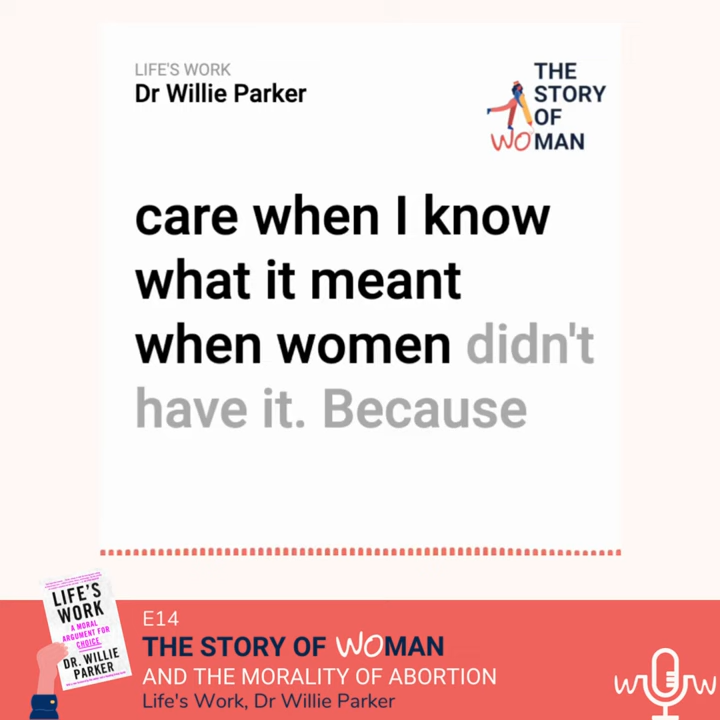 LIFE'S WORK
Dr Willie Parker
THE
STORY
OF
WOMAN
care when I know
what it meant
when women didn't
have it. Because
LIFE'S
WORK
A MORAL
ARGUMENT FOR
CHOICE
DR. WILLIE
PARKER
E14
THE STORY OF WOMAN
AND THE MORALITY OF ABORTION
Life's Work, Dr Willie Parker
WOW